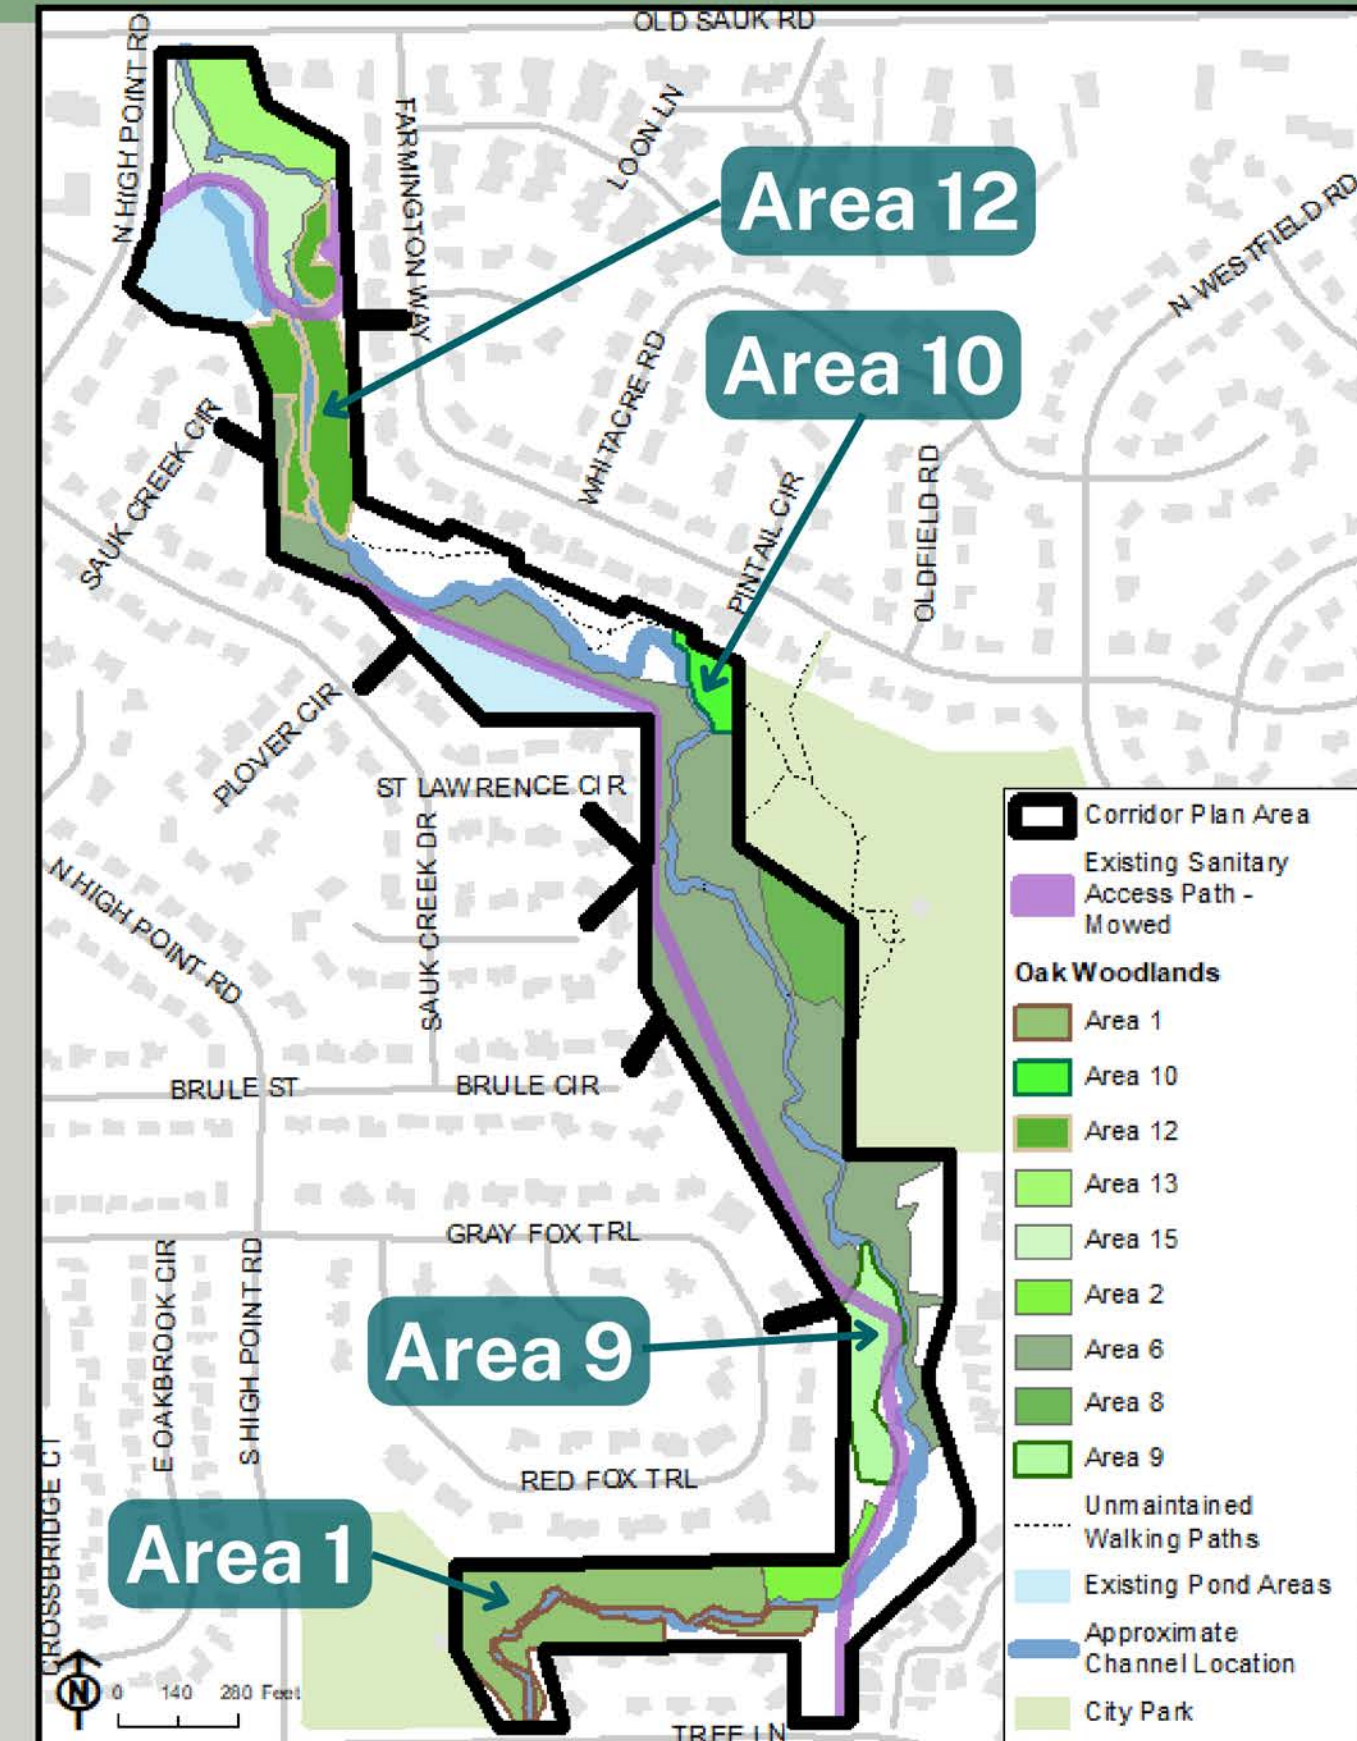 OLD SAUK RD
N HIGH POINT RD
FARMINGTON WAY
LOON LN
Area 12
N WESTFIELD RD
Area 10
WHITACRE RD
SAUK CREEK CIR
PINTAIL CIR
OLDFIELD RD
PLOVER CIR
ST LAWRENCE CIR
SAUK CREEK DR
N HIGH POINT RD
BRULE ST
BRULE CIR
GRAY FOX TRL
E OAKBROOK CIR
S HIGH POINT RD
Area 9
RED FOX TRL
CROSSBRIDGE CT
Area 1
TREE LN
N
0 140 280 Feet
Corridor Plan Area
Existing Sanitary
Access Path -
Mowed
Oak Woodlands
Area 1
Area 10
Area 12
Area 13
Area 15
Area 2
Area 6
Area 8
Area 9
Unmaintained
Walking Paths
Existing Pond Areas
Approximate
Channel Location
City Park